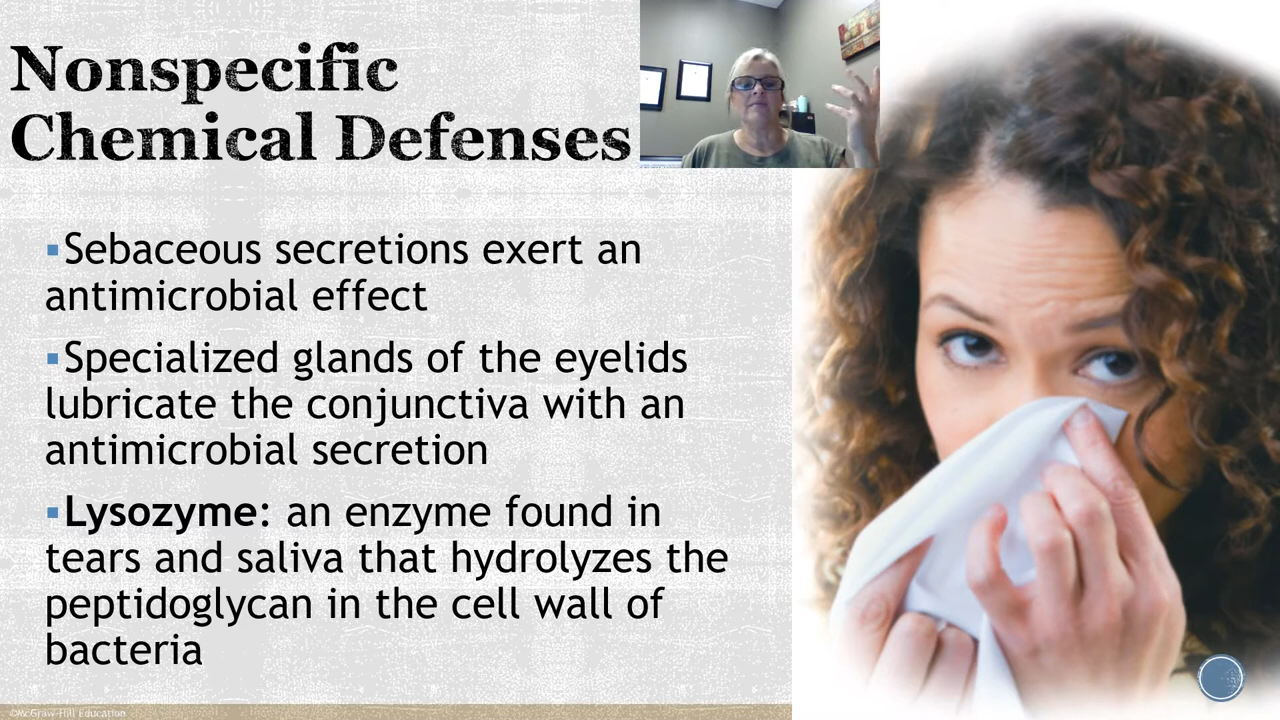 Nonspecific
Chemical Defenses
▪Sebaceous secretions exert an
antimicrobial effect
▪Specialized glands of the eyelids
lubricate the conjunctiva with an
antimicrobial secretion
▪Lysozyme: an enzyme found in
tears and saliva that hydrolyzes the
peptidoglycan in the cell wall of
bacteria
©McGraw-Hill Education